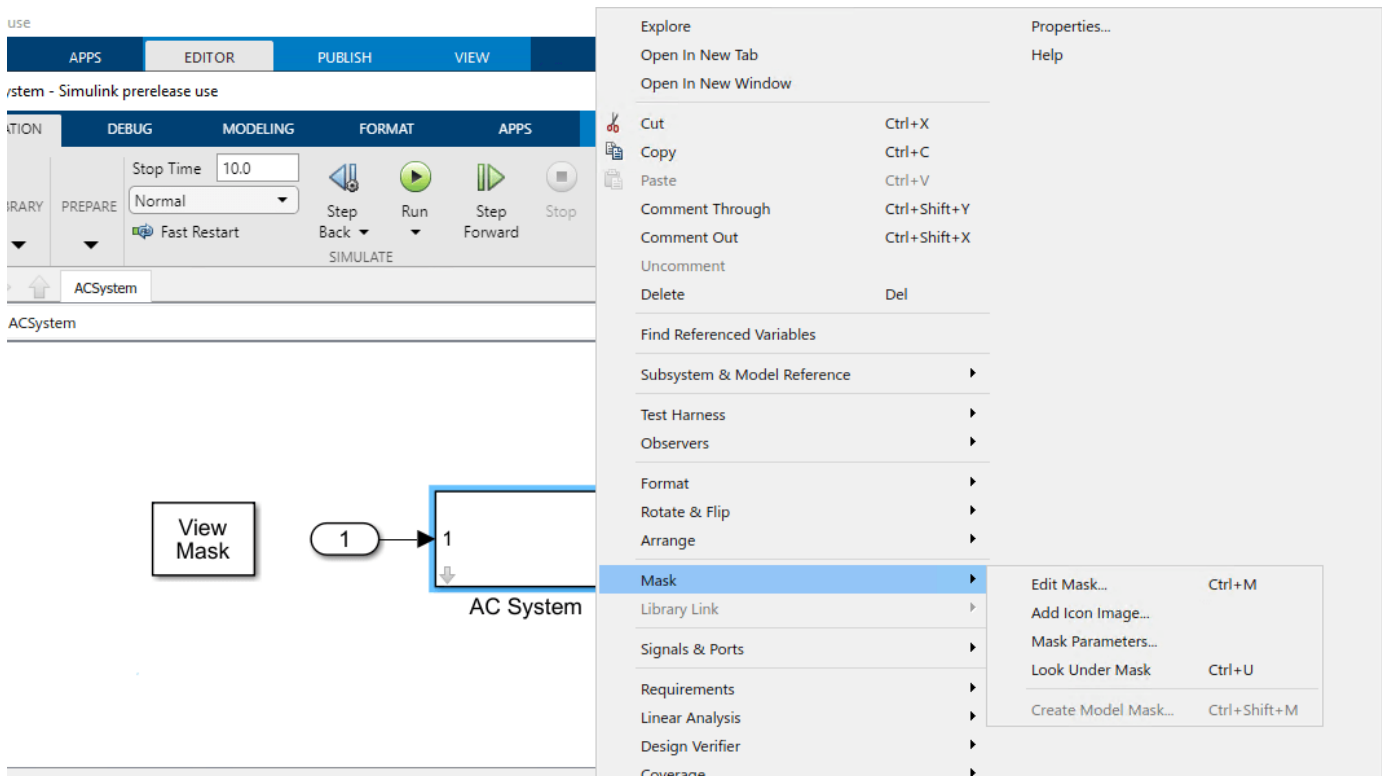 use
APPS EDITOR PUBLISH VIEW
- Simulink prerelease use
DEBUG MODELING FORMAT APPS
Stop Time 10.0
Normal
Fast Restart
PREPARE
Step Back
Run
Step Forward
Stop
SIMULATE
ACSystem
ACSystem
View
Mask
1
1
AC System
Explore
Open In New Tab
Open In New Window
Cut Ctrl+X
Copy Ctrl+C
Paste Ctrl+V
Comment Through Ctrl+Shift+Y
Comment Out Ctrl+Shift+X
Uncomment
Delete Del
Find Referenced Variables
Subsystem & Model Reference
Test Harness
Observers
Format
Rotate & Flip
Arrange
Mask
Library Link
Signals & Ports
Requirements
Linear Analysis
Design Verifier
Coverage
Properties...
Help
Edit Mask... Ctrl+M
Add Icon Image...
Mask Parameters...
Look Under Mask Ctrl+U
Create Model Mask... Ctrl+Shift+M